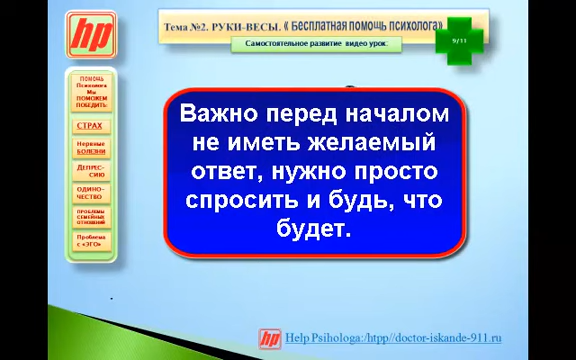 hp
Тема №2. РУКИ-ВЕСЫ. « Бесплатная помощь психолога»
Самостоятельное развитие видео урок:
9/11
ПОМОЧЬ
Психолога
Мы
ПОМОЖЕМ
ПОБЕДИТЬ:
СТРАХ
Нервные
БОЛЕЗНИ
ДЕПРЕС-
СИЮ
ОДИНО-
ЧЕСТВО
ПРОБЛЕМЫ
СЕМЕЙНЫХ
ОТНОШЕНИЙ
Проблема
с «ЭГО»
Важно перед началом
не иметь желаемый
ответ, нужно просто
спросить и будь, что
будет.
hp Help Psihologa:/htpp//doctor-iskande-911.ru